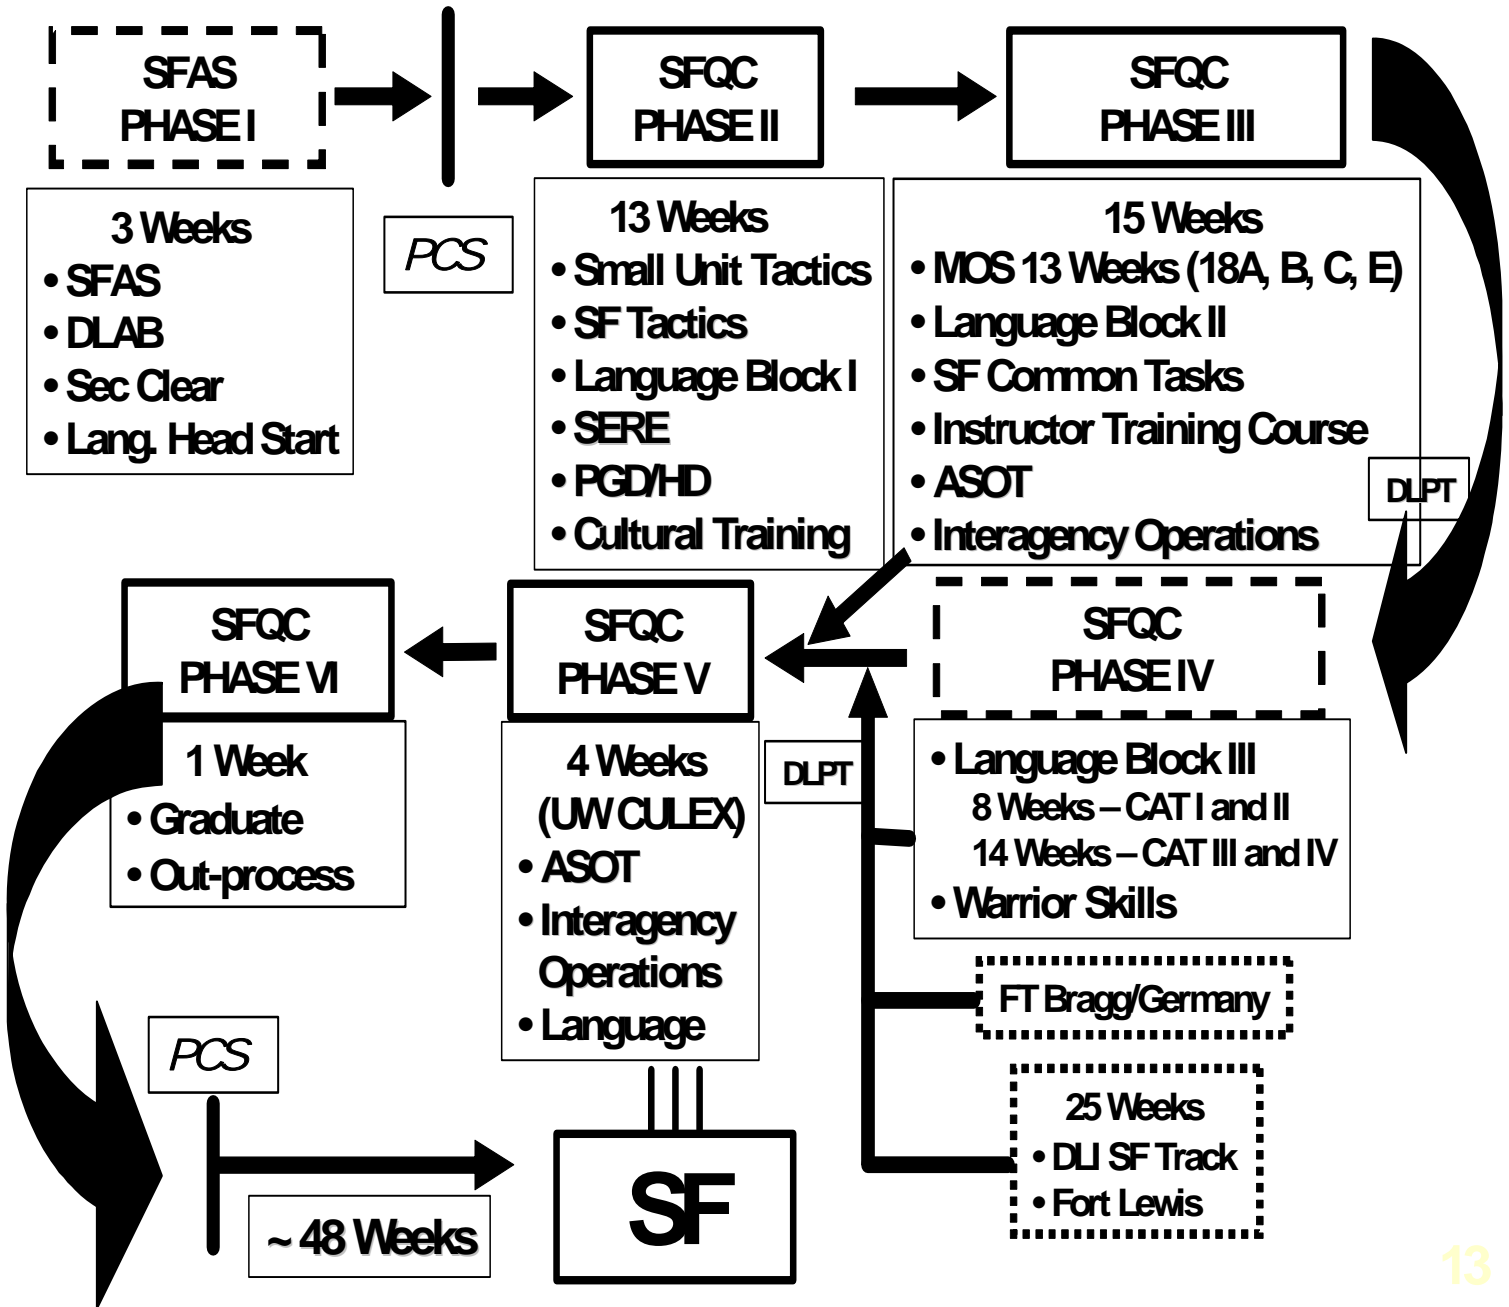 SFAS
PHASE I
3 Weeks
• SFAS
• DLAB
• Sec Clear
• Lang. Head Start
PCS
SFQC
PHASE II
13 Weeks
• Small Unit Tactics
• SF Tactics
• Language Block I
• SERE
• PGD/HD
• Cultural Training
SFQC
PHASE III
15 Weeks
• MOS 13 Weeks (18A, B, C, E)
• Language Block II
• SF Common Tasks
• Instructor Training Course
• ASOT
• Interagency Operations
DLPT
SFQC
PHASE IV
• Language Block III
8 Weeks – CAT I and II
14 Weeks – CAT III and IV
• Warrior Skills
FT Bragg/Germany
25 Weeks
• DLI SF Track
• Fort Lewis
DLPT
SFQC
PHASE V
4 Weeks
(UW CULEX)
• ASOT
• Interagency
Operations
• Language
SFQC
PHASE VI
1 Week
• Graduate
• Out-process
PCS
~ 48 Weeks
SF
13